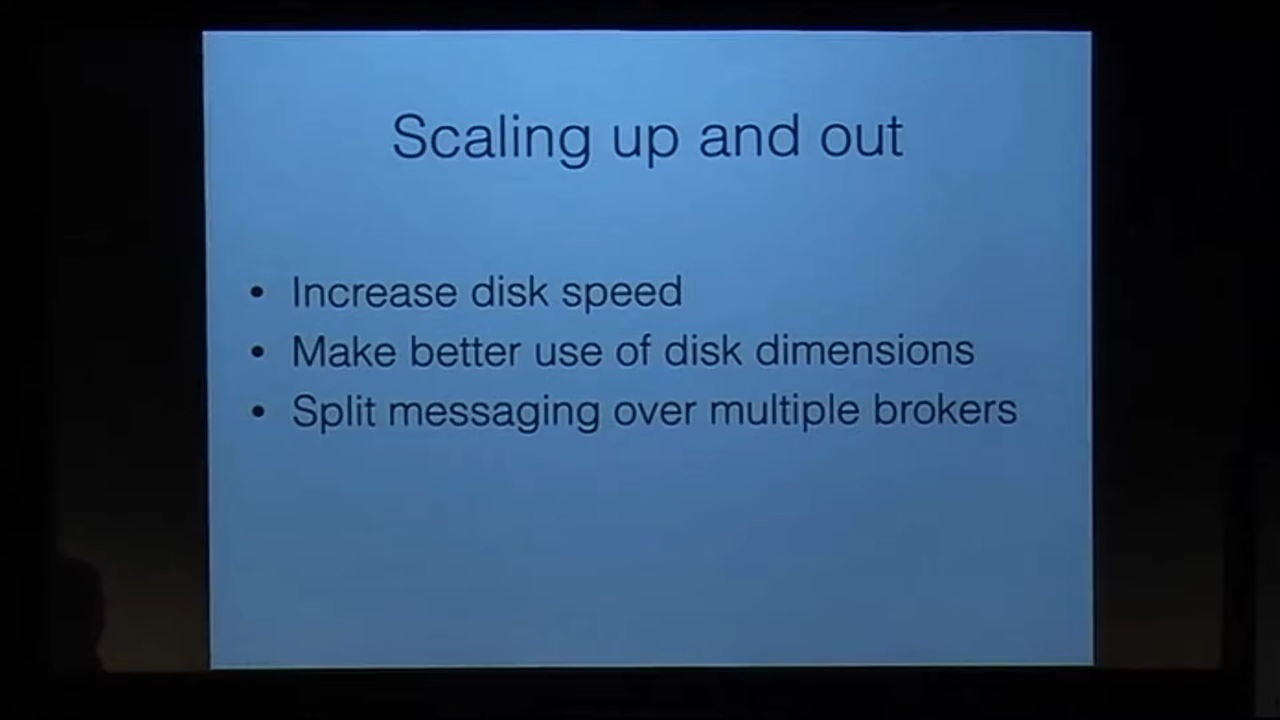 Scaling up and out
• Increase disk speed
• Make better use of disk dimensions
• Split messaging over multiple brokers